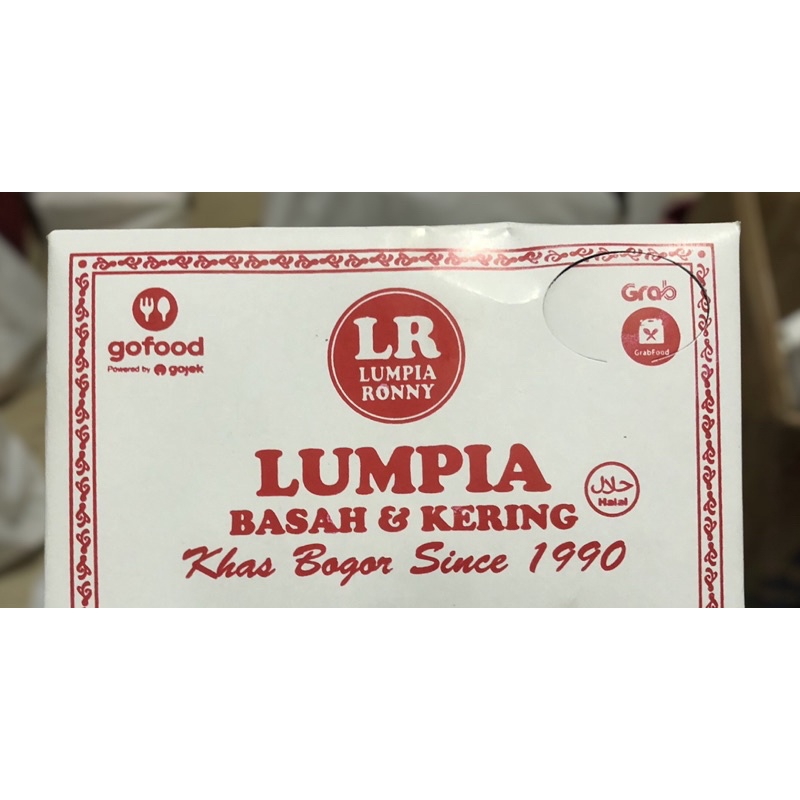 gofood
Powered by gojek
LR
LUMPIA
RONNY
Grab
GrabFood
LUMPIA
BASAH & KERING
حلال
Halal
Khas Bogor Since 1990